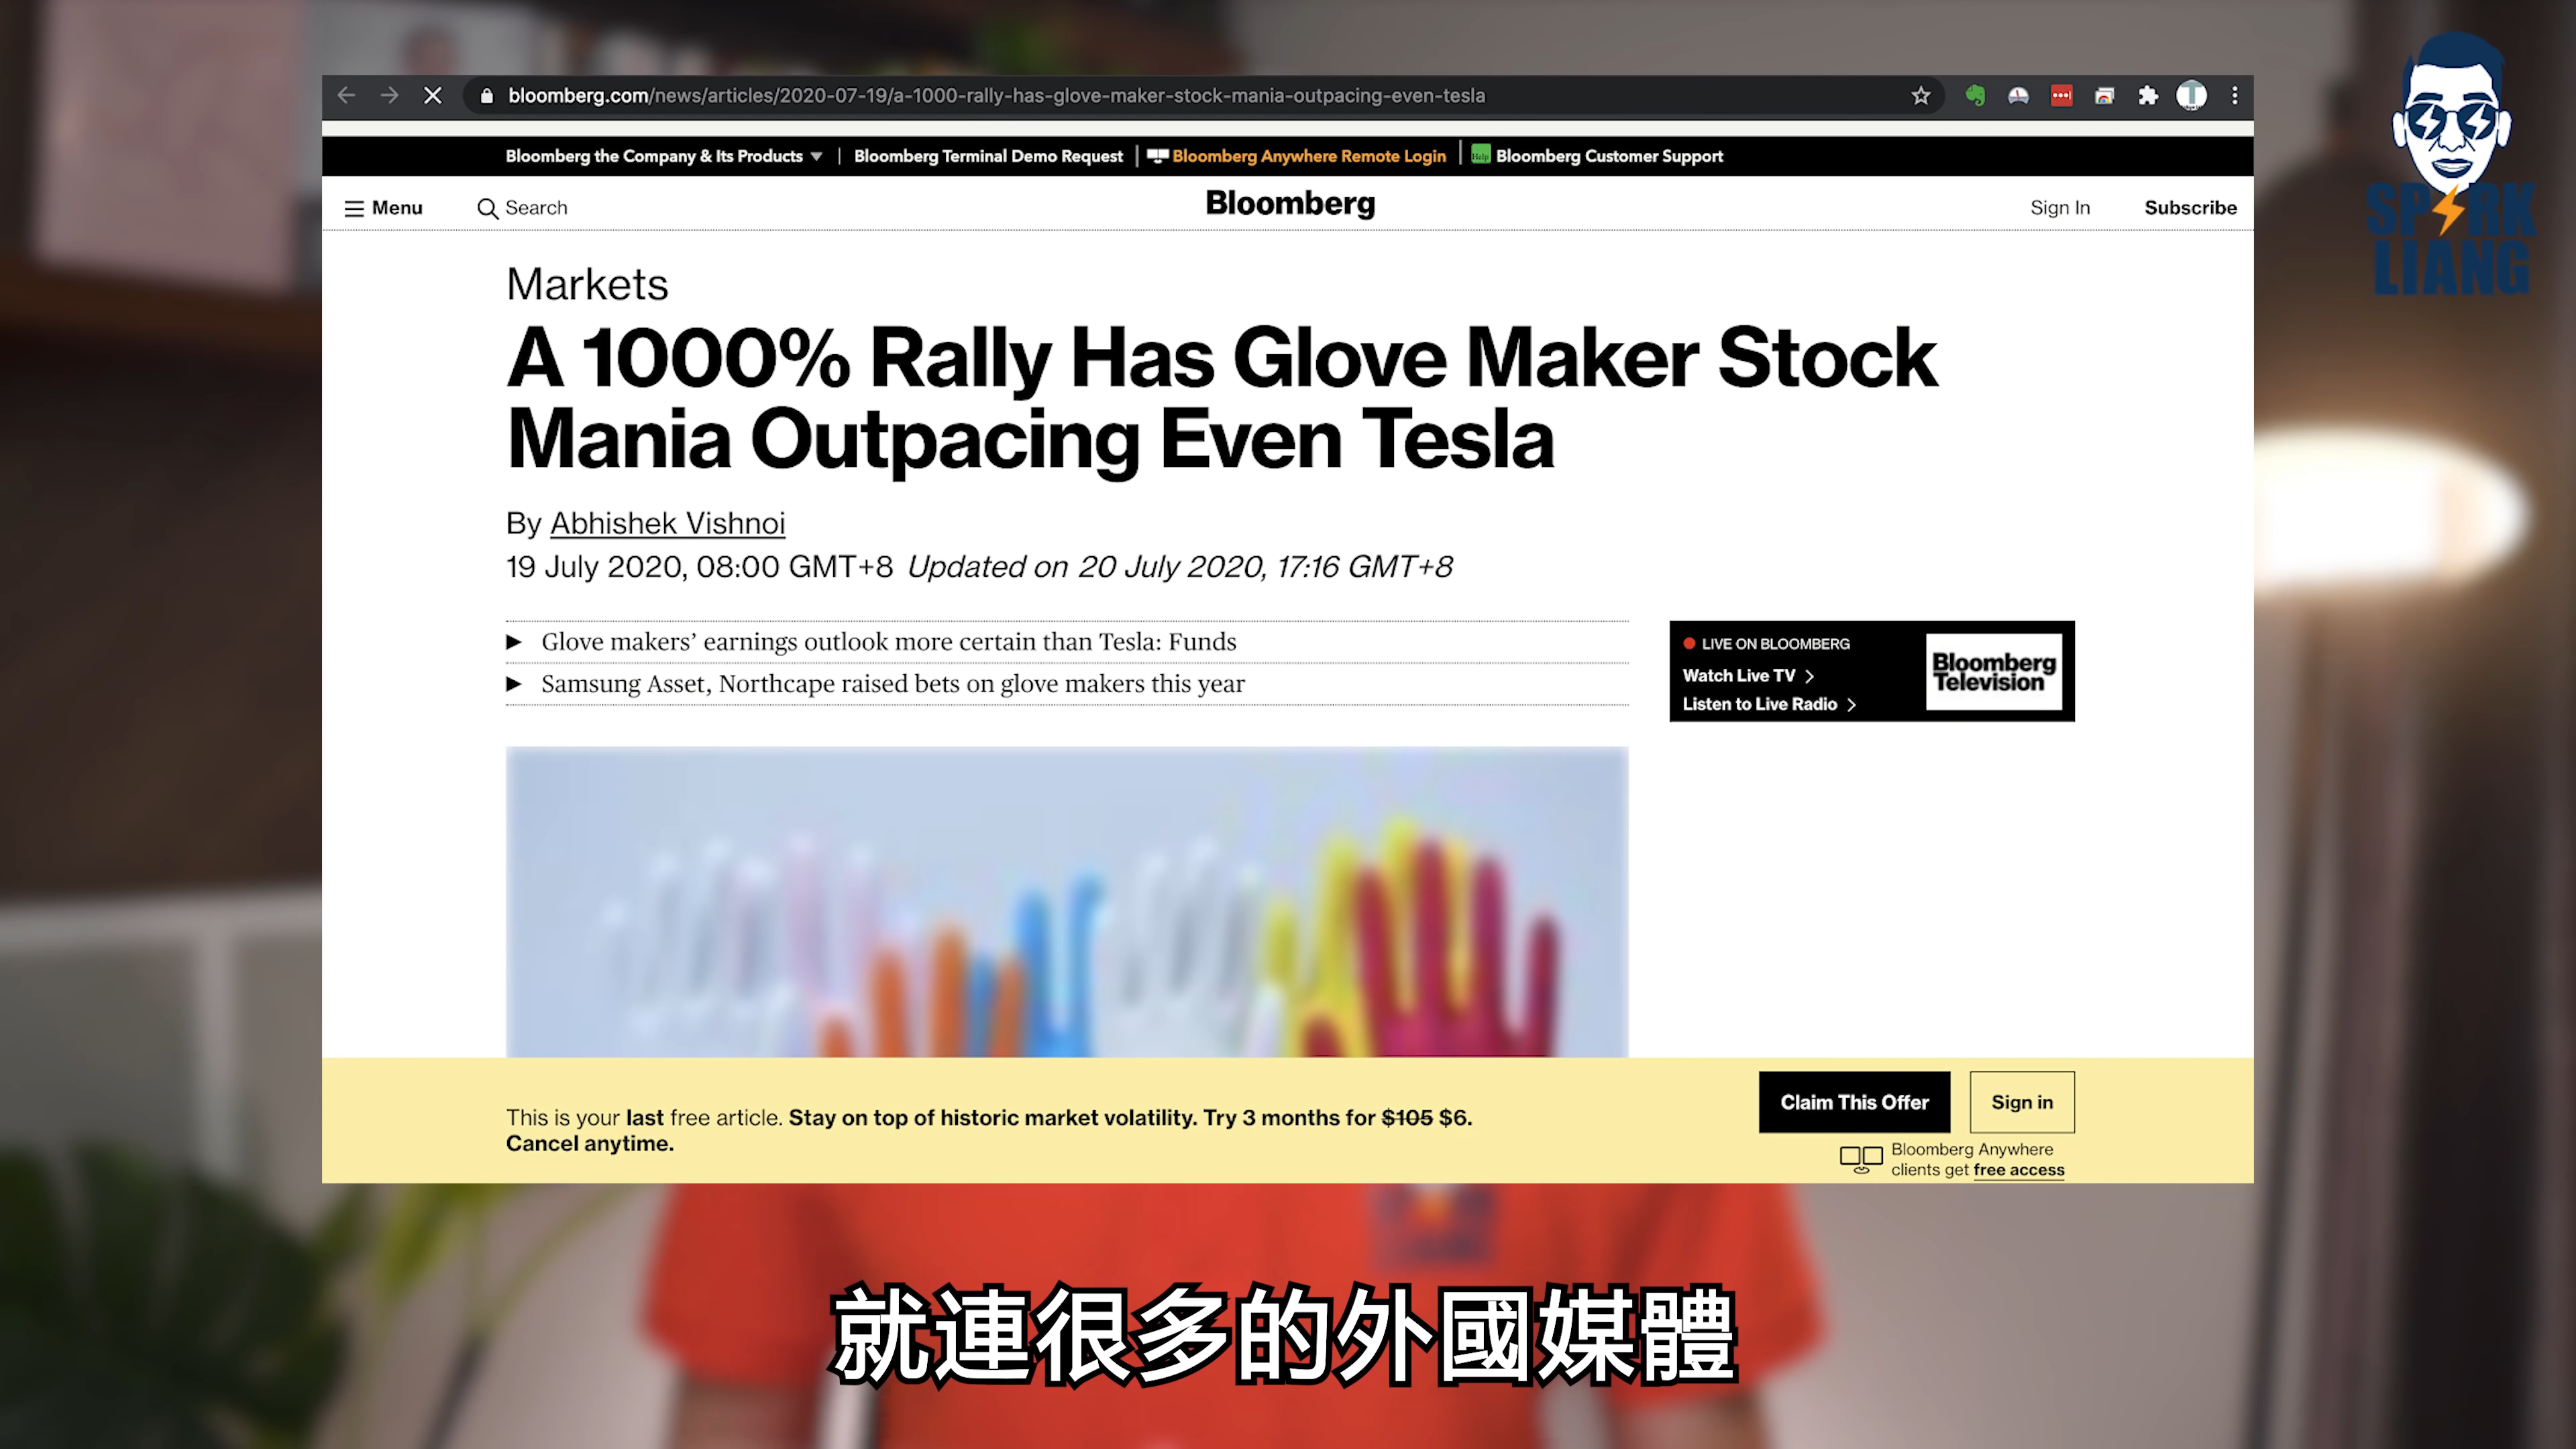 bloomberg.com/news/articles/2020-07-19/a-1000-rally-has-glove-maker-stock-mania-outpacing-even-tesla
Bloomberg the Company & Its Products ▼ | Bloomberg Terminal Demo Request | Bloomberg Anywhere Remote Login | Bloomberg Customer Support
Menu Search Bloomberg Sign In Subscribe
SPARK
LIANG
Markets
A 1000% Rally Has Glove Maker Stock
Mania Outpacing Even Tesla
By Abhishek Vishnoi
19 July 2020, 08:00 GMT+8 Updated on 20 July 2020, 17:16 GMT+8
Glove makers’ earnings outlook more certain than Tesla: Funds
Samsung Asset, Northcape raised bets on glove makers this year
LIVE ON BLOOMBERG
Watch Live TV
Listen to Live Radio
Bloomberg
Television
This is your last free article. Stay on top of historic market volatility. Try 3 months for $105 $6.
Cancel anytime.
Claim This Offer Sign in
Bloomberg Anywhere
clients get free access
就連很多的外國媒體